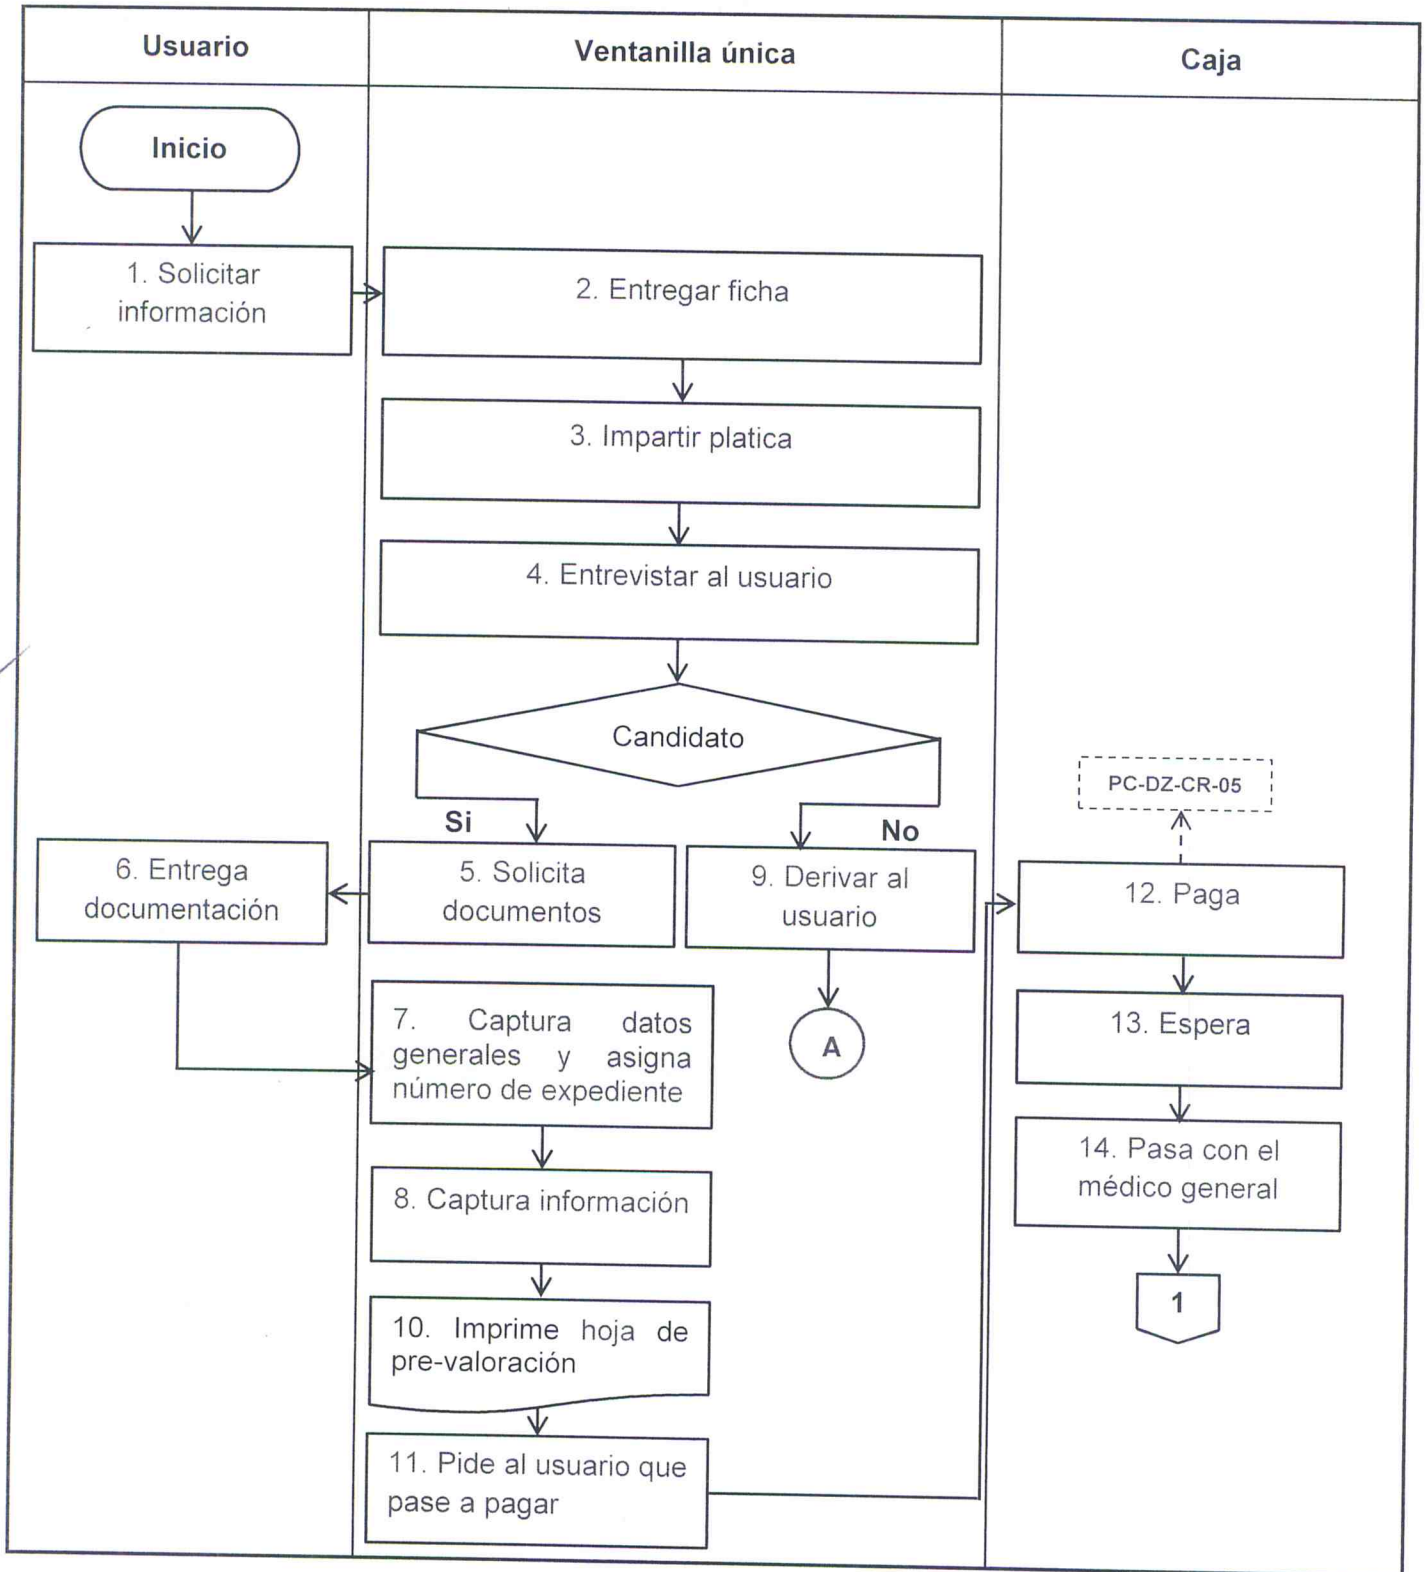 Usuario
Ventanilla única
Caja
Inicio
1. Solicitar
información
2. Entregar ficha
3. Impartir platica
4. Entrevistar al usuario
Candidato
Si
No
PC-DZ-CR-05
6. Entrega
documentación
5. Solicita
documentos
9. Derivar al
usuario
12. Paga
7. Captura datos
generales y asigna
número de expediente
A
13. Espera
8. Captura información
14. Pasa con el
médico general
10. Imprime hoja de
pre-valoración
1
11. Pide al usuario que
pase a pagar